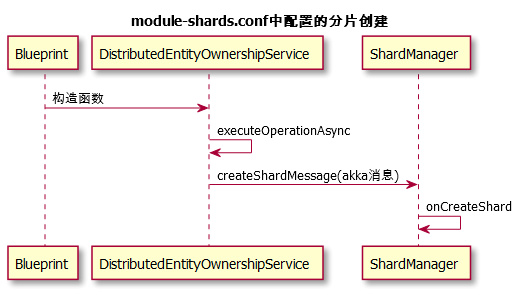 module-shards.conf中配置的分片创建
Blueprint DistributedEntityOwnershipService ShardManager
构造函数
executeOperationAsync
createShardMessage(akka消息)
onCreateShard
Blueprint DistributedEntityOwnershipService ShardManager